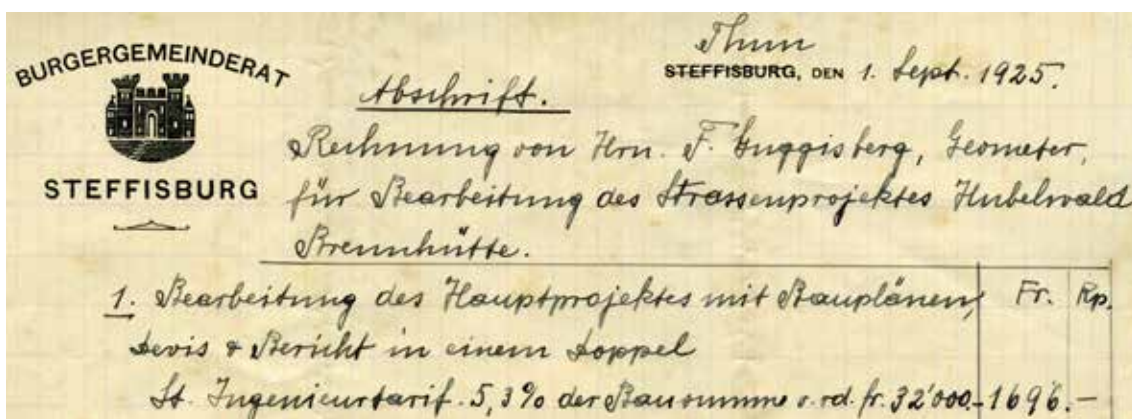 BURGERGEMEINDERAT
STEFFISBURG
Thun
STEFFISBURG, DEN 1. Sept. 1925.
Abschrift.
Rechnung von Hrn. F. Guggisberg, Geometer,
für Bearbeitung des Strassenprojektes Hubelwald
Brennhütte.
1. Bearbeitung des Hauptprojektes mit Bauplänen, Fr. Rp.
Devis & Bericht in einem Doppel
lt. Ingenieurtarif. 5,3% der Bausumme v. rd. fr. 32'000.- 1696.-